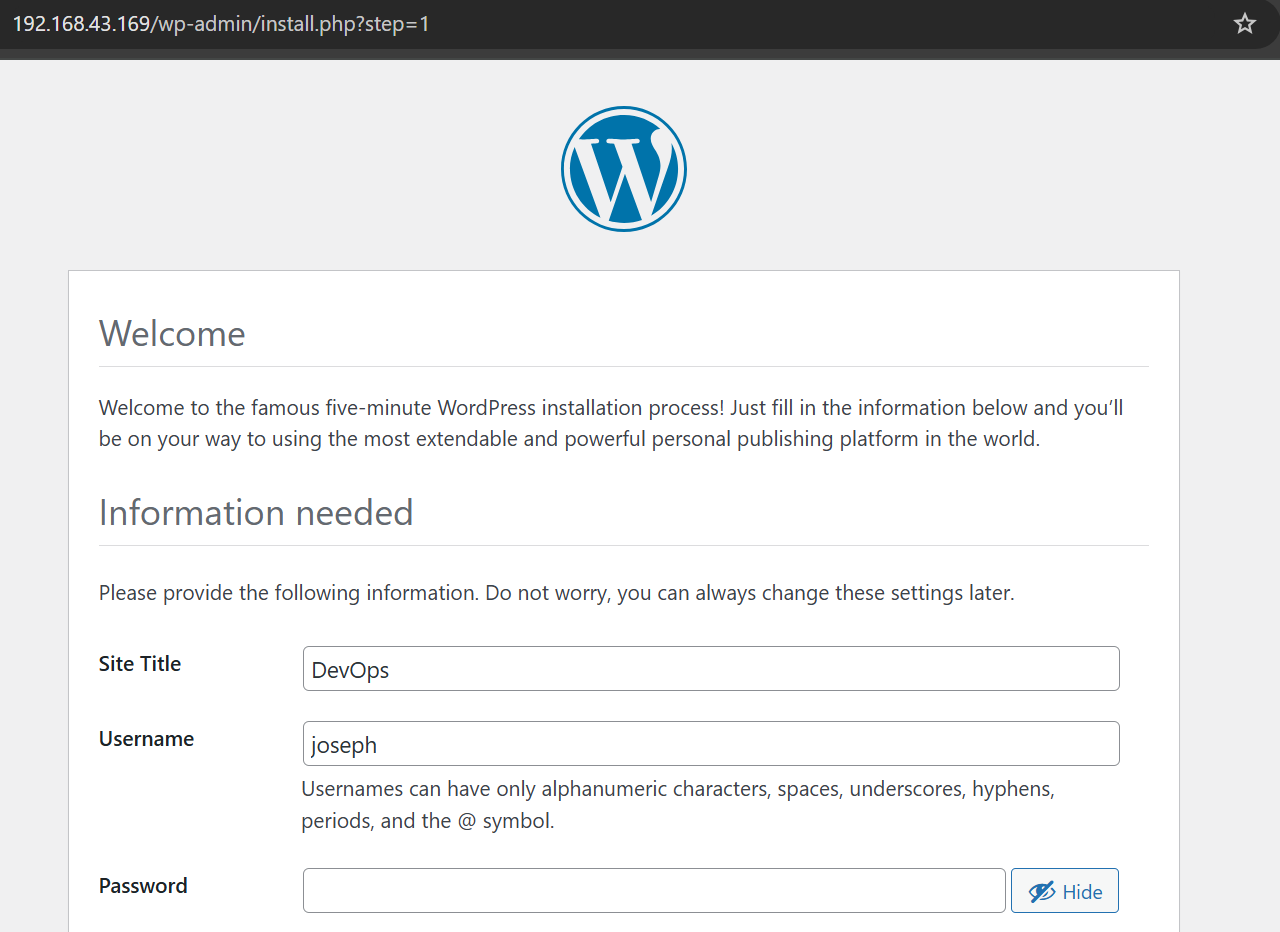 192.168.43.169/wp-admin/install.php?step=1
Welcome
Welcome to the famous five-minute WordPress installation process! Just fill in the information below and you’ll
be on your way to using the most extendable and powerful personal publishing platform in the world.
Information needed
Please provide the following information. Do not worry, you can always change these settings later.
Site Title
DevOps
Username
joseph
Usernames can have only alphanumeric characters, spaces, underscores, hyphens,
periods, and the @ symbol.
Password
Hide